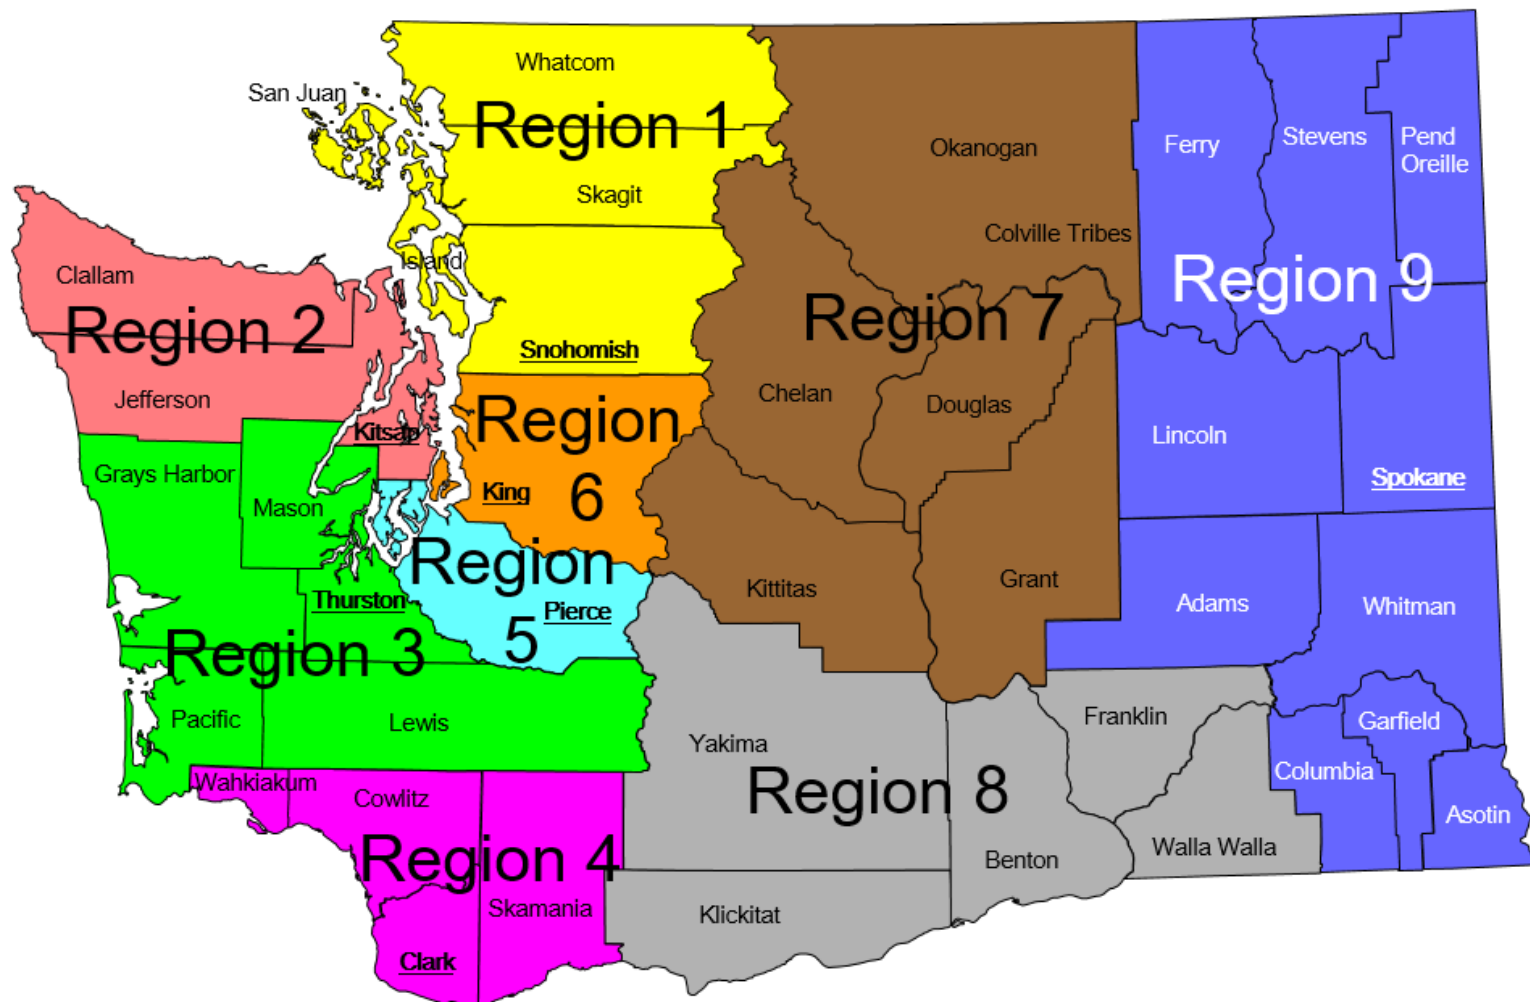 Whatcom
San Juan
Region 1
Okanogan
Ferry
Stevens
Pend
Oreille
Skagit
Colville Tribes
Island
Clallam
Region 9
Region 2
Region 7
Snohomish
Jefferson
Chelan
Douglas
Region
6
Kitsap
Lincoln
Grays Harbor
King
Spokane
Mason
Region
5
Kittitas
Grant
Thurston
Pierce
Adams
Whitman
Region 3
Pacific
Lewis
Yakima
Franklin
Garfield
Wahkiakum
Cowlitz
Region 8
Columbia
Region 4
Benton
Walla Walla
Asotin
Skamania
Klickitat
Clark